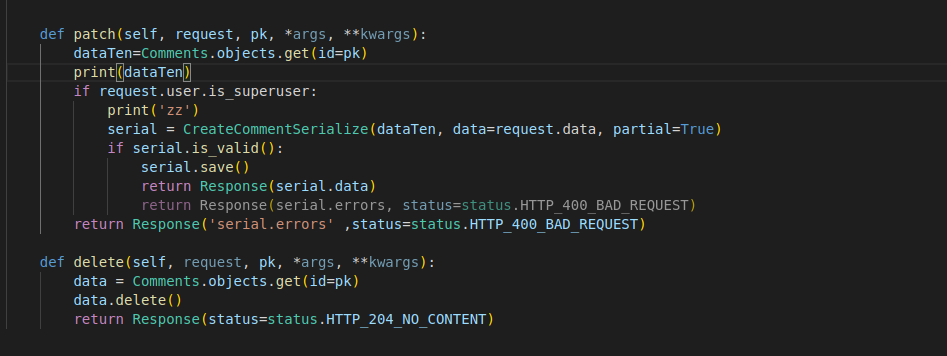 def patch(self, request, pk, *args, **kwargs):
dataTen=Comments.objects.get(id=pk)
print(dataTen)
if request.user.is_superuser:
print('zz')
serial = CreateCommentSerialize(dataTen, data=request.data, partial=True)
if serial.is_valid():
serial.save()
return Response(serial.data)
return Response(serial.errors, status=status.HTTP_400_BAD_REQUEST)
return Response('serial.errors' ,status=status.HTTP_400_BAD_REQUEST)
def delete(self, request, pk, *args, **kwargs):
data = Comments.objects.get(id=pk)
data.delete()
return Response(status=status.HTTP_204_NO_CONTENT)